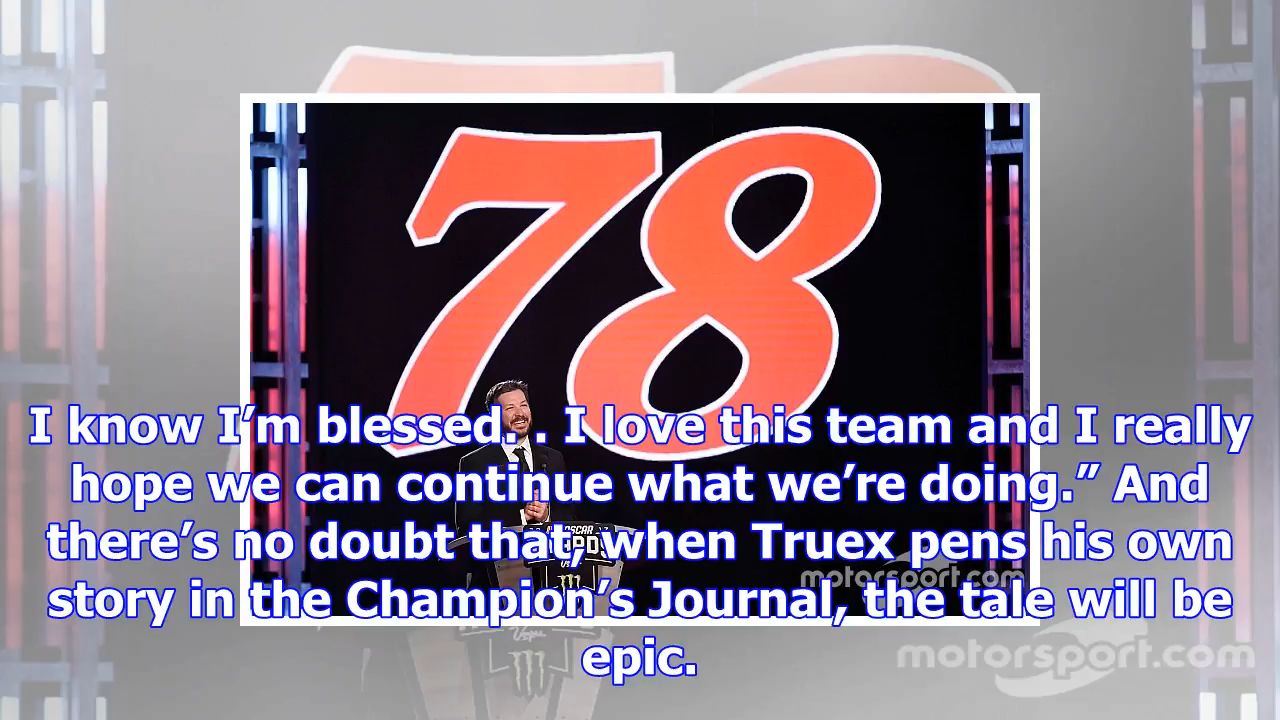 78
I know I’m blessed. . I love this team and I really
hope we can continue what we’re doing.” And
there’s no doubt that, when Truex pens his own
story in the Champion’s Journal, the tale will be
epic.
motorsport.com
motorsport.com